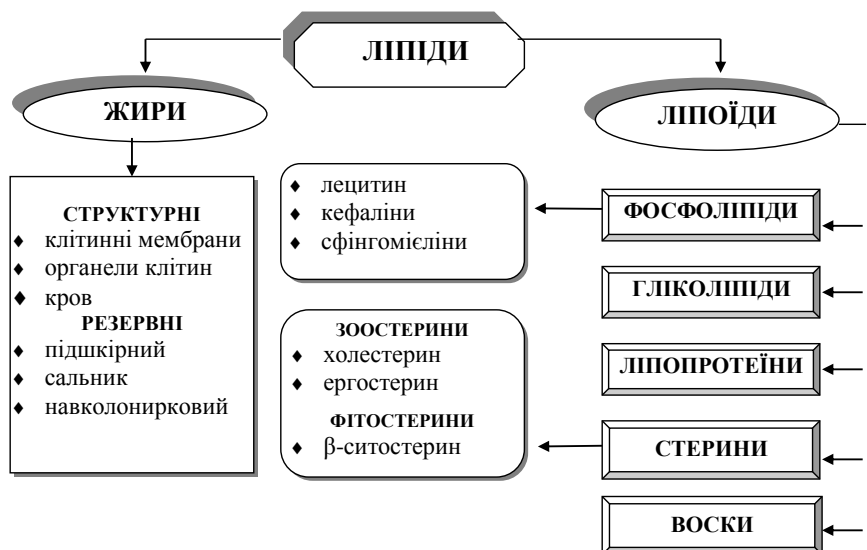 ЛІПІДИ
ЖИРИ
ЛІПОЇДИ
СТРУКТУРНІ
♦ клітинні мембрани
♦ органели клітин
♦ кров
РЕЗЕРВНІ
♦ підшкірний
♦ сальник
♦ навколонирковий
♦ лецитин
♦ кефаліни
♦ сфінгомієліни
ЗООСТЕРИНИ
♦ холестерин
♦ ергостерин
ФІТОСТЕРИНИ
♦ β-ситостерин
ФОСФОЛІПІДИ
ГЛІКОЛІПІДИ
ЛІПОПРОТЕЇНИ
СТЕРИНИ
ВОСКИ